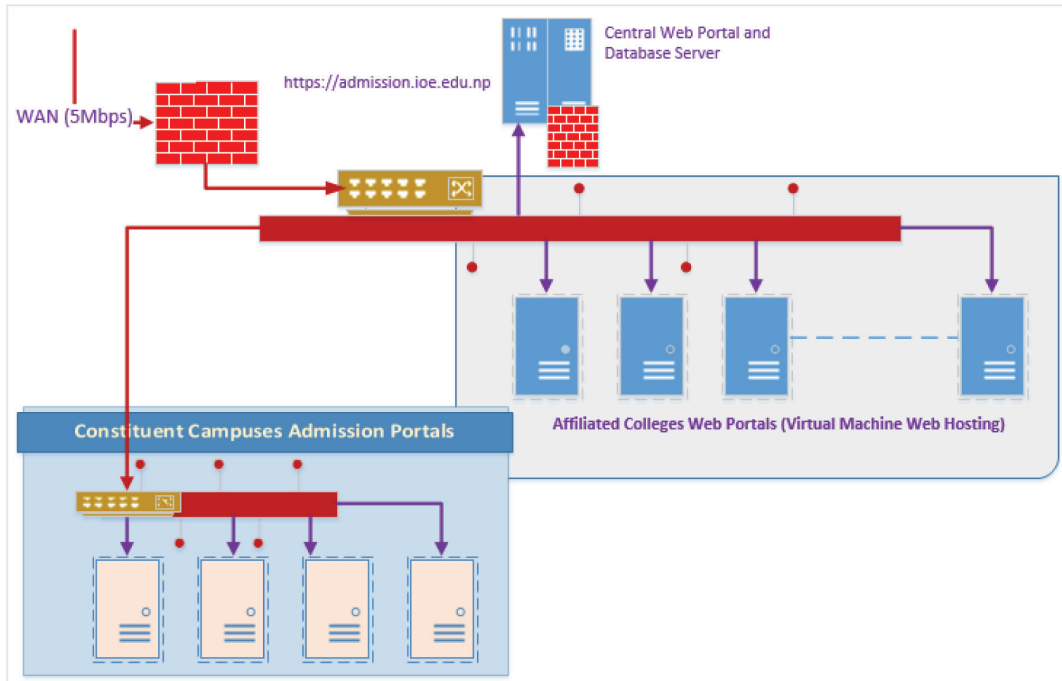 Central Web Portal and
Database Server
https://admission.ioe.edu.np
WAN (5Mbps)
Affiliated Colleges Web Portals (Virtual Machine Web Hosting)
Constituent Campuses Admission Portals